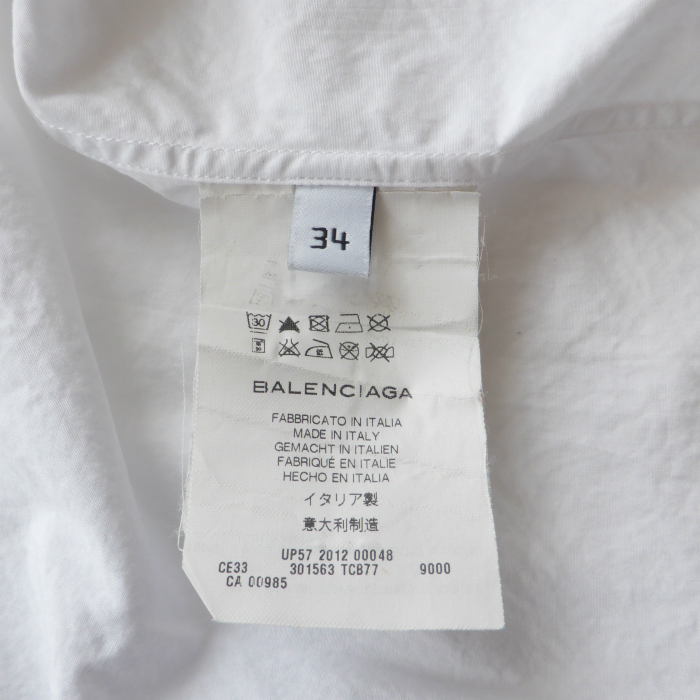 34
30
BALENCIAGA
FABBRICATO IN ITALIA
MADE IN ITALY
GEMACHT IN ITALIEN
FABRIQUÉ EN ITALIE
HECHO EN ITALIA
イタリア製
意大利制造
UP57 2012 00048
CE33 301563 TCB77 9000
CA 00985